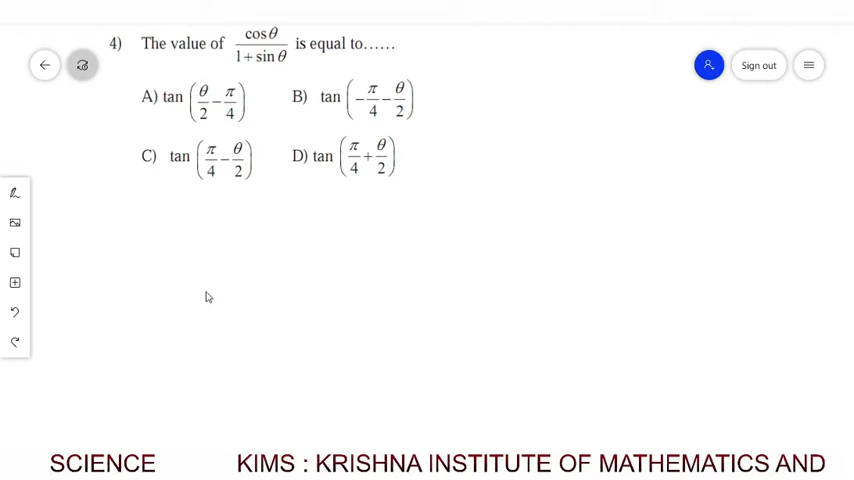 4) The value of cosθ / 1 + sin θ is equal to......
A) tan (θ/2 − π/4) B) tan (−π/4 − θ/2)
C) tan (π/4 − θ/2) D) tan (π/4 + θ/2)
Sign out
SCIENCE KIMS : KRISHNA INSTITUTE OF MATHEMATICS AND